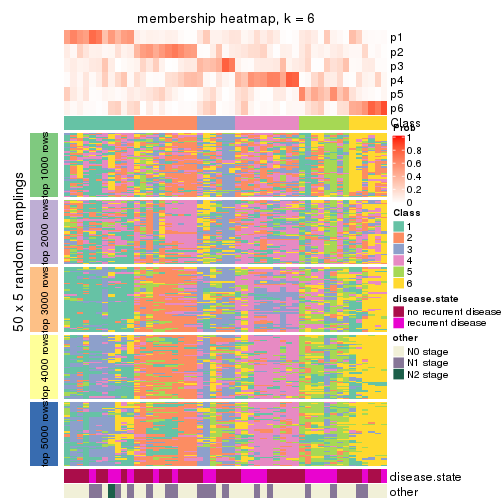 membership heatmap, k = 6
p1
p2
p3
p4
p5
p6
Class
50 x 5 random samplings
top 1000 rows
top 2000 rows
top 3000 rows
top 4000 rows
top 5000 rows
disease.state
other
Prob
1
0.8
0.6
0.4
0.2
0
Class
1
2
3
4
5
6
disease.state
no recurrent disease
recurrent disease
other
N0 stage
N1 stage
N2 stage